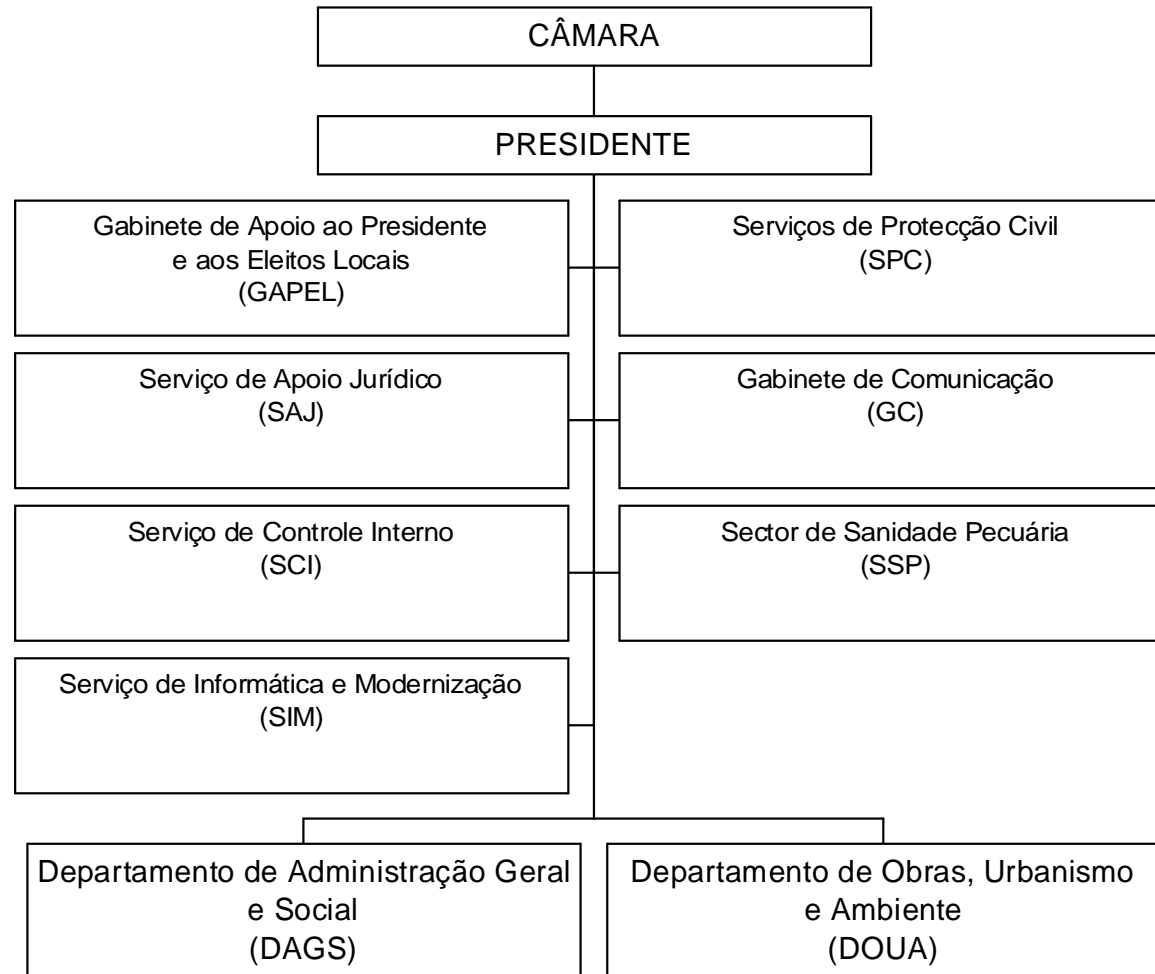 CÂMARA
PRESIDENTE
Gabinete de Apoio ao Presidente
e aos Eleitos Locais
(GAPEL)
Serviços de Protecção Civil
(SPC)
Serviço de Apoio Jurídico
(SAJ)
Gabinete de Comunicação
(GC)
Serviço de Controle Interno
(SCI)
Sector de Sanidade Pecuária
(SSP)
Serviço de Informática e Modernização
(SIM)
Departamento de Administração Geral
e Social
(DAGS)
Departamento de Obras, Urbanismo
e Ambiente
(DOUA)